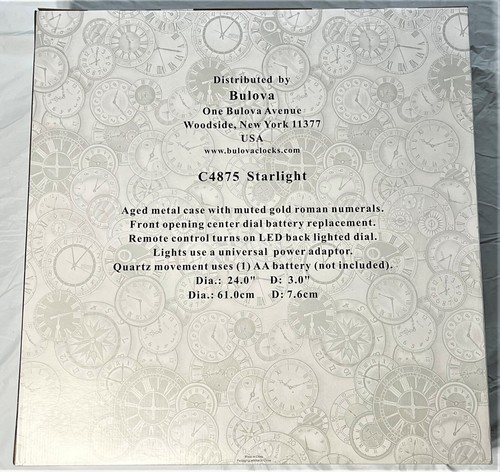 Distributed by
Bulova
One Bulova Avenue
Woodside, New York 11377
USA
www.bulovaclocks.com
C4875 Starlight
Aged metal case with muted gold roman numerals.
Front opening center dial battery replacement.
Remote control turns on LED back lighted dial.
Lights use a universal power adaptor.
Quartz movement uses (1) AA battery (not included).
Dia.: 24.0" D: 3.0"
Dia.: 61.0cm D: 7.6cm